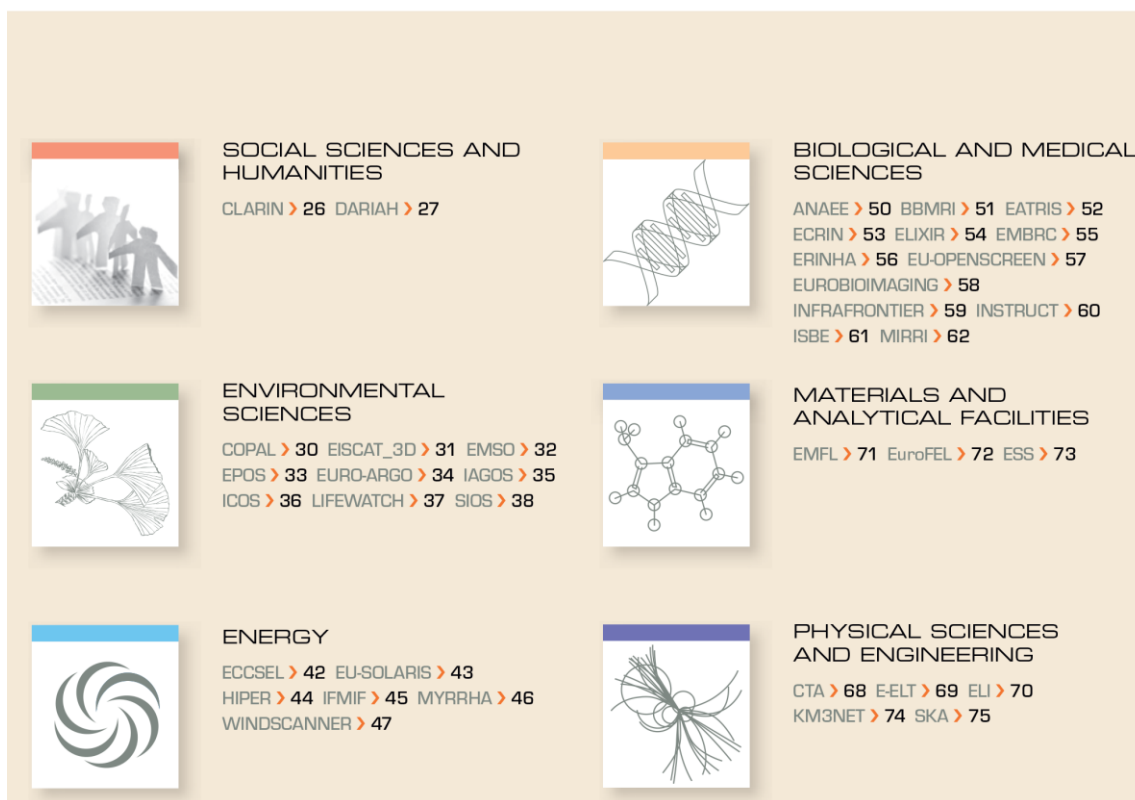 SOCIAL SCIENCES AND
HUMANITIES
CLARIN › 26 DARIAH › 27
BIOLOGICAL AND MEDICAL
SCIENCES
ANAEE › 50 BBMRI › 51 EATRIS › 52
ECRIN › 53 ELIXIR › 54 EMBRC › 55
ERINHA › 56 EU-OPENSCREEN › 57
EUROBIOIMAGING › 58
INFRAFRONTIER › 59 INSTRUCT › 60
ISBE › 61 MIRRI › 62
ENVIRONMENTAL
SCIENCES
COPAL › 30 EISCAT_3D › 31 EMSO › 32
EPOS › 33 EURO-ARGO › 34 IAGOS › 35
ICOS › 36 LIFEWATCH › 37 SIOS › 38
MATERIALS AND
ANALYTICAL FACILITIES
EMFL › 71 EuroFEL › 72 ESS › 73
ENERGY
ECCSEL › 42 EU-SOLARIS › 43
HIPER › 44 IFMIF › 45 MYRRHA › 46
WINDSCANNER › 47
PHYSICAL SCIENCES
AND ENGINEERING
CTA › 68 E-ELT › 69 ELI › 70
KM3NET › 74 SKA › 75